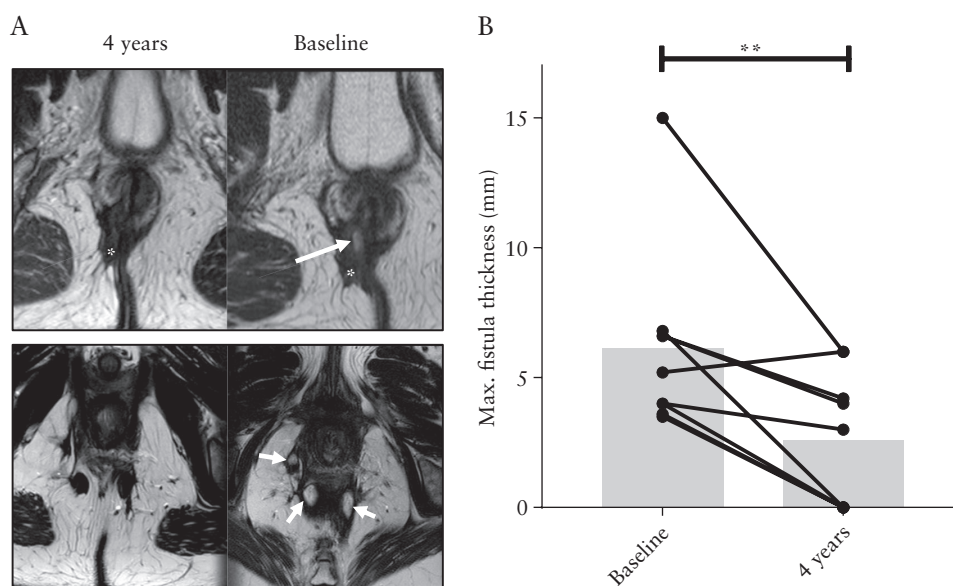 A
4 years Baseline
*
*
B
**
Max. fistula thickness (mm)
15
10
5
0
Baseline
4 years